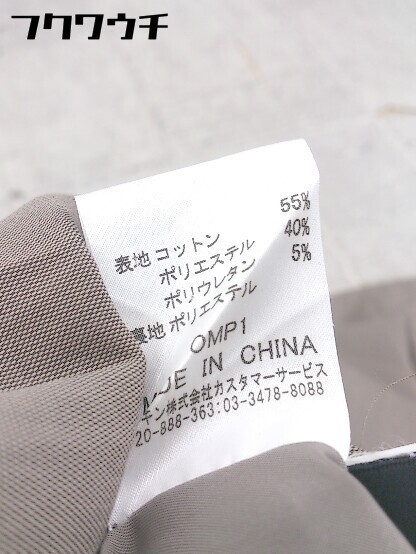 フクワウチ
表地 コットン 55%
ポリエステル 40%
ポリウレタン 5%
裏地 ポリエステル
OMP1
MADE IN CHINA
ギン株式会社カスタマーサービス
20-888-363:03-3478-8088